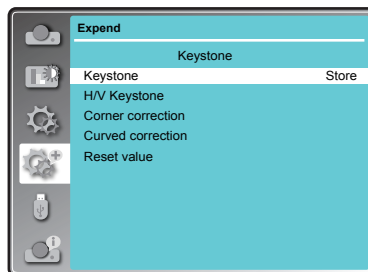 Expend
Keystone
Keystone Store
H/V Keystone
Corner correction
Curved correction
Reset value